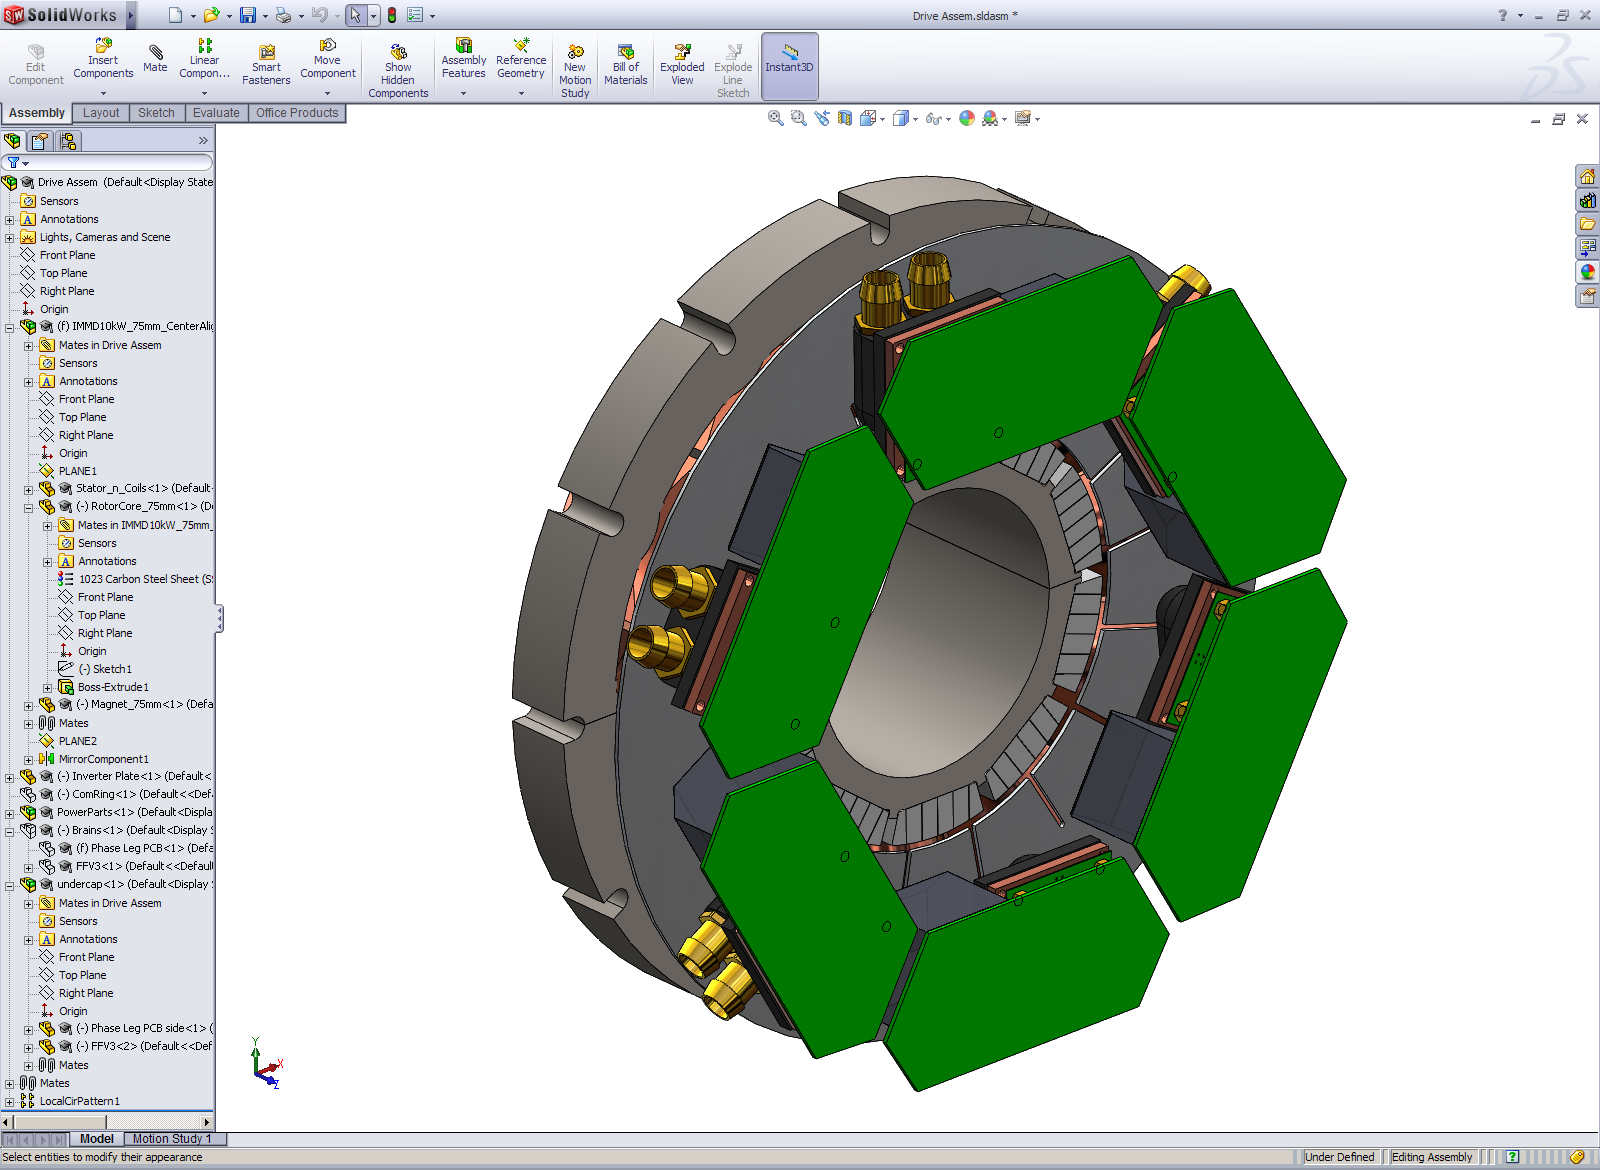 SolidWorks
Drive Assem.sldasm *
Edit Component
Insert Components
Mate
Linear Compon...
Smart Fasteners
Move Component
Show Hidden Components
Assembly Features
Reference Geometry
New Motion Study
Bill of Materials
Exploded View
Explode Line Sketch
Instant3D
Assembly
Layout
Sketch
Evaluate
Office Products
Drive Assem (Default<Display State
Sensors
Annotations
Lights, Cameras and Scene
Front Plane
Top Plane
Right Plane
Origin
(f) IMMD10kW_75mm_CenterAli
Mates in Drive Assem
Sensors
Annotations
Front Plane
Top Plane
Right Plane
Origin
PLANE1
Stator_n_Coils<1> (Default
(-) RotorCore_75mm<1> (D
Mates in IMMD10kW_75mm_
Sensors
Annotations
1023 Carbon Steel Sheet (S
Front Plane
Top Plane
Right Plane
Origin
(-) Sketch1
Boss-Extrude1
(-) Magnet_75mm<1> (Defa
Mates
PLANE2
MirrorComponent1
(-) Inverter Plate<1> (Default<
(-) ComRing<1> (Default<<Def
PowerParts<1> (Default<Displa
(-) Brains<1> (Default<Display S
(f) Phase Leg PCB<1> (Defa
FFV3<1> (Default<<Defaul
undercap<1> (Default<Display
Mates in Drive Assem
Sensors
Annotations
Front Plane
Top Plane
Right Plane
Origin
(-) Phase Leg PCB side<1> (
(-) FFV3<2> (Default<<Def
Mates
Mates
LocalCirPattern1
Y
X
Z
Model
Motion Study 1
Select entities to modify their appearance
Under Defined
Editing Assembly